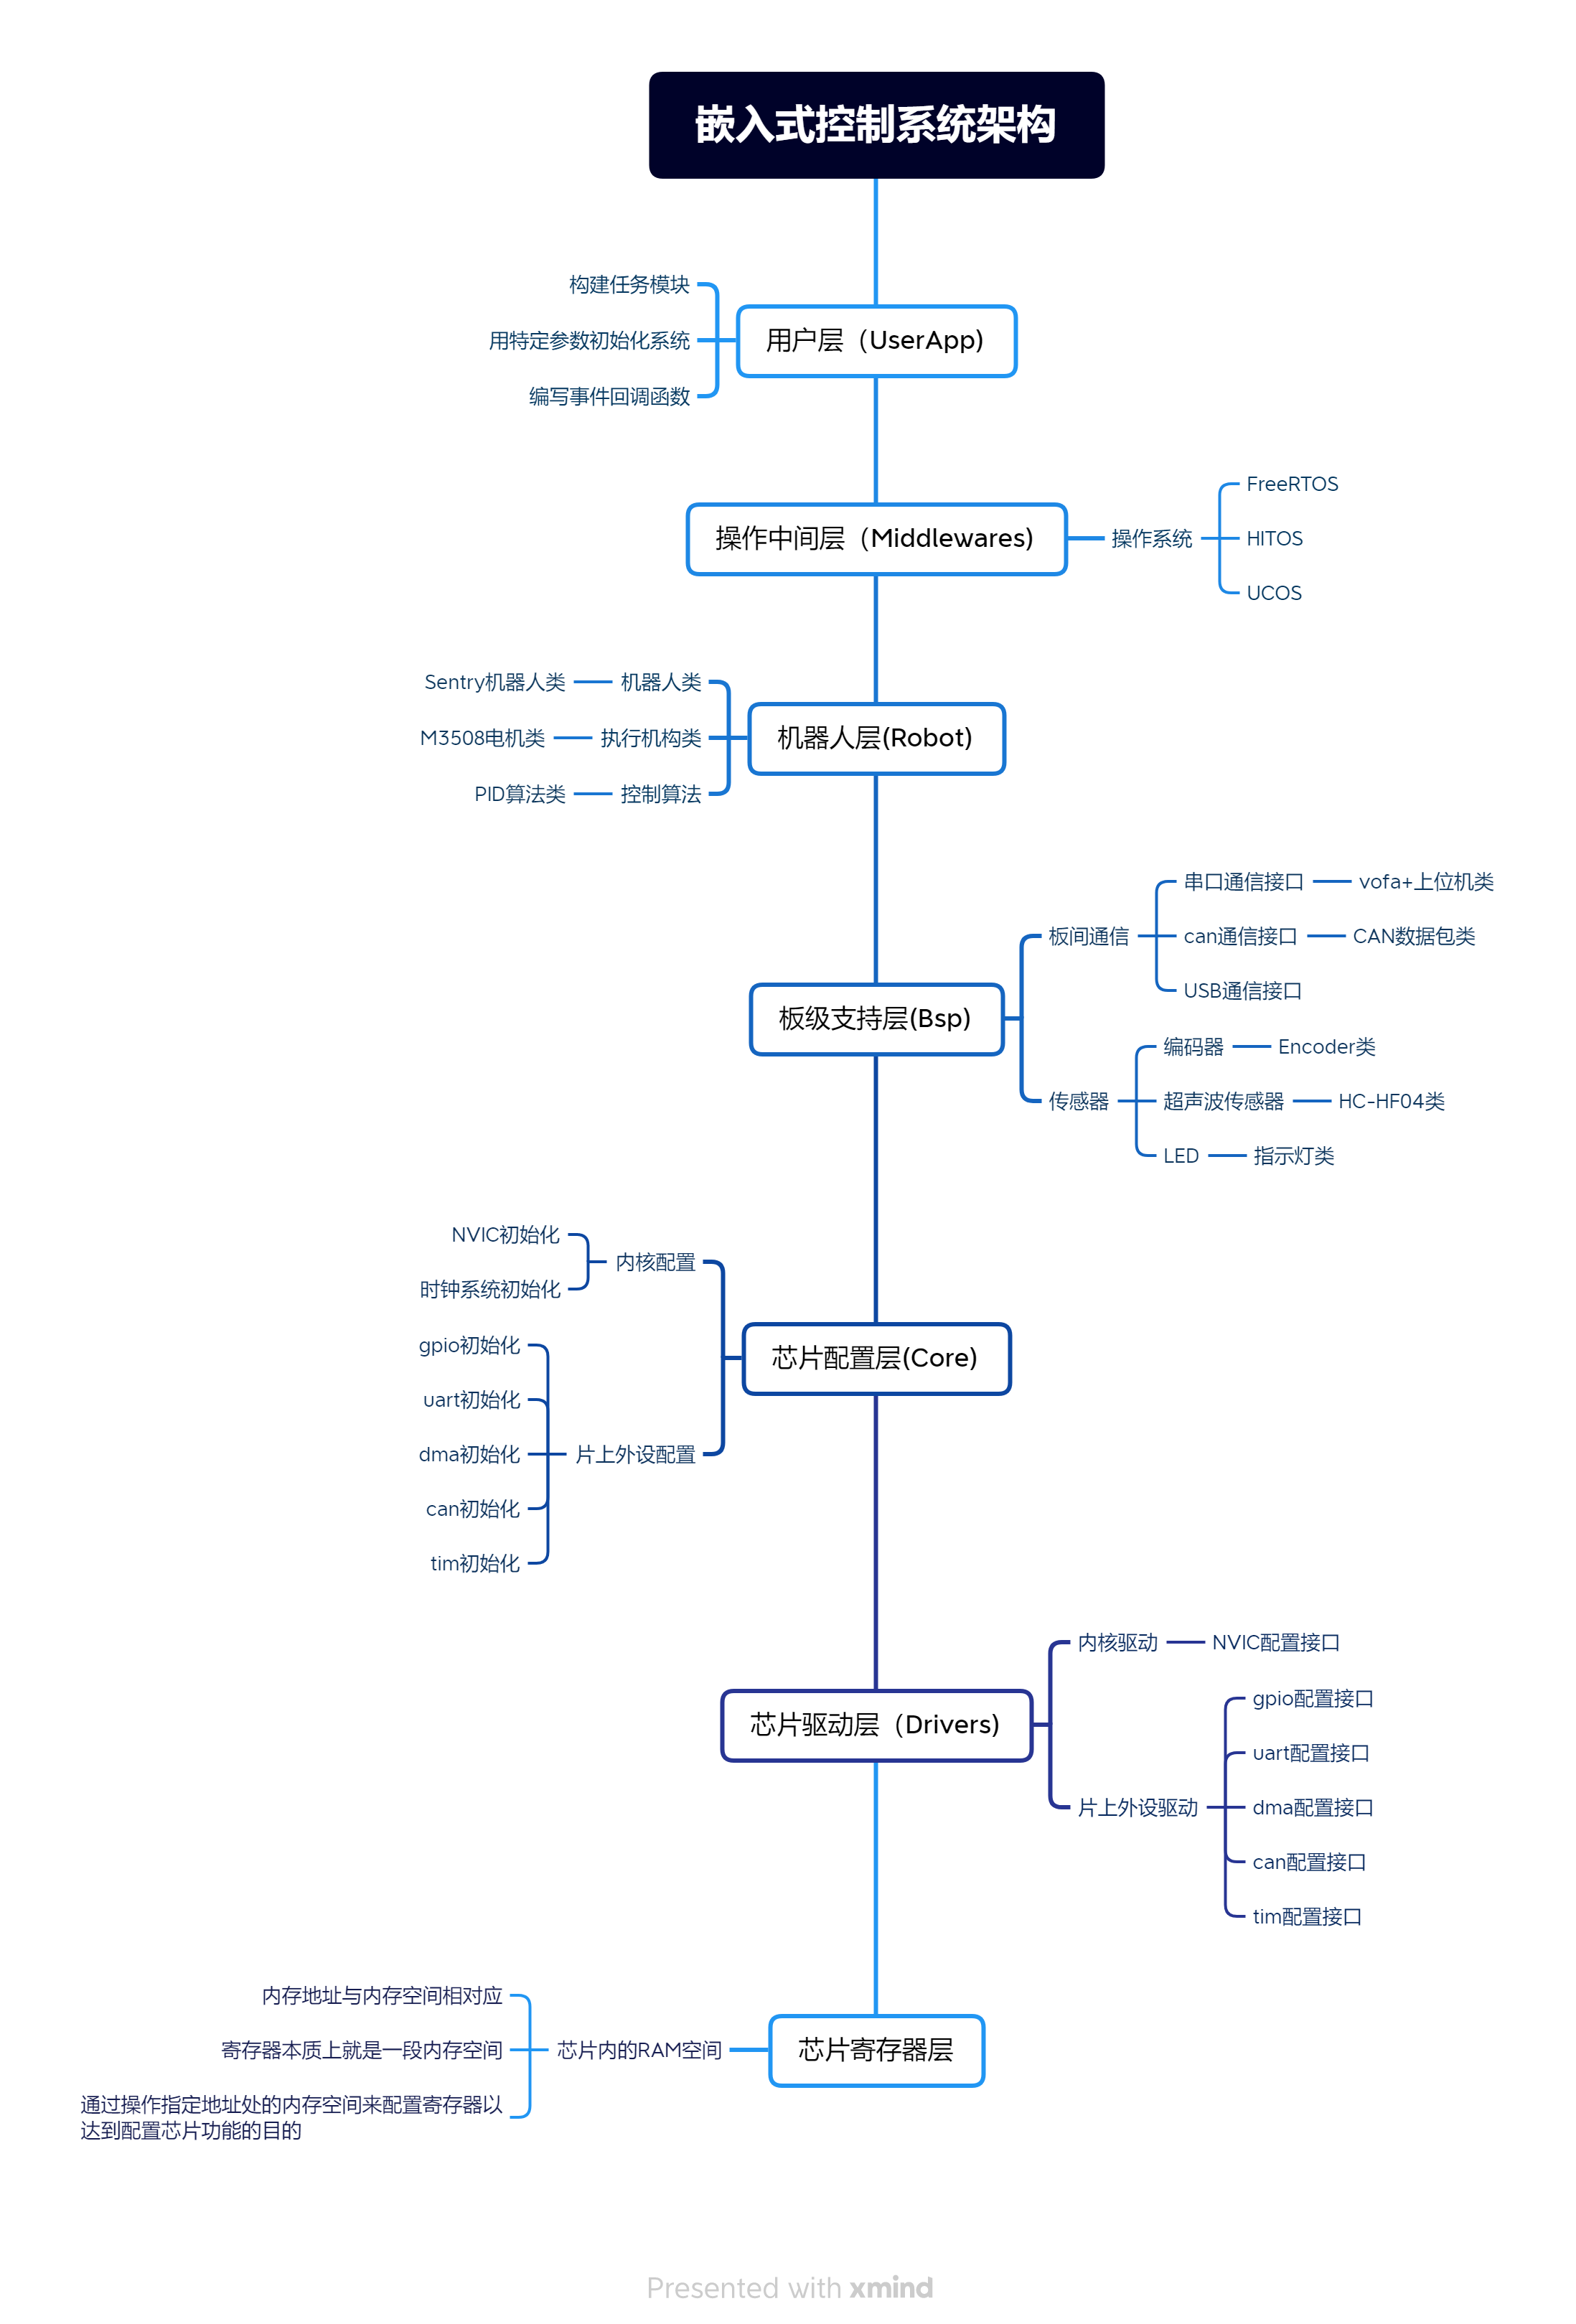 嵌入式控制系统架构
用户层（UserApp)
构建任务模块
用特定参数初始化系统
编写事件回调函数
操作中间层（Middlewares)
操作系统
FreeRTOS
HITOS
UCOS
机器人层(Robot)
机器人类
Sentry机器人类
执行机构类
M3508电机类
控制算法
PID算法类
板级支持层(Bsp)
板间通信
串口通信接口
vofa+上位机类
can通信接口
CAN数据包类
USB通信接口
传感器
编码器
Encoder类
超声波传感器
HC-HF04类
LED
指示灯类
芯片配置层(Core)
内核配置
NVIC初始化
时钟系统初始化
片上外设配置
gpio初始化
uart初始化
dma初始化
can初始化
tim初始化
芯片驱动层（Drivers)
内核驱动
NVIC配置接口
片上外设驱动
gpio配置接口
uart配置接口
dma配置接口
can配置接口
tim配置接口
芯片寄存器层
芯片内的RAM空间
内存地址与内存空间相对应
寄存器本质上就是一段内存空间
通过操作指定地址处的内存空间来配置寄存器以
达到配置芯片功能的目的
Presented with xmind